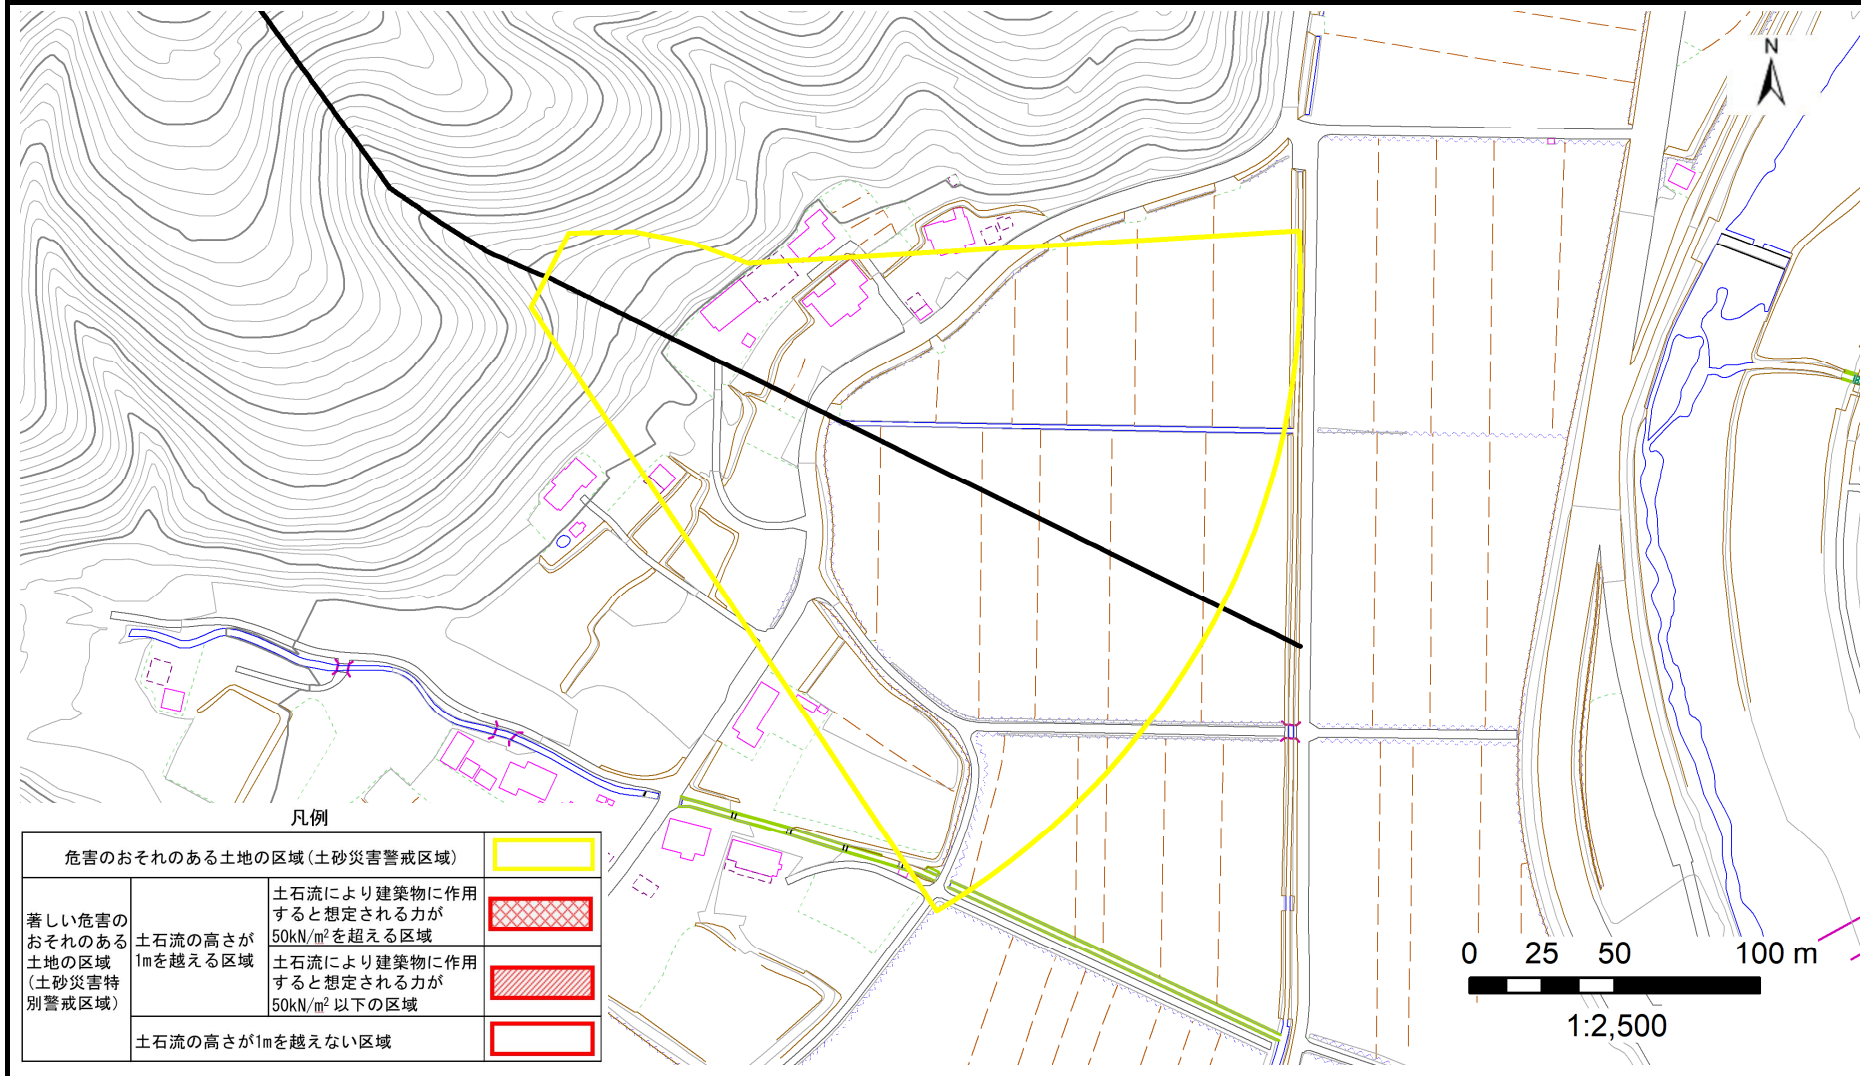 N
凡例
危害のおそれのある土地の区域(土砂災害警戒区域)
著しい危害の
おそれのある
土地の区域
(土砂災害特
別警戒区域)
土石流の高さが
1mを越える区域
土石流により建築物に作用
すると想定される力が
50kN/m²を超える区域
土石流により建築物に作用
すると想定される力が
50kN/m²以下の区域
土石流の高さが1mを越えない区域
0 25 50 100 m
1:2,500